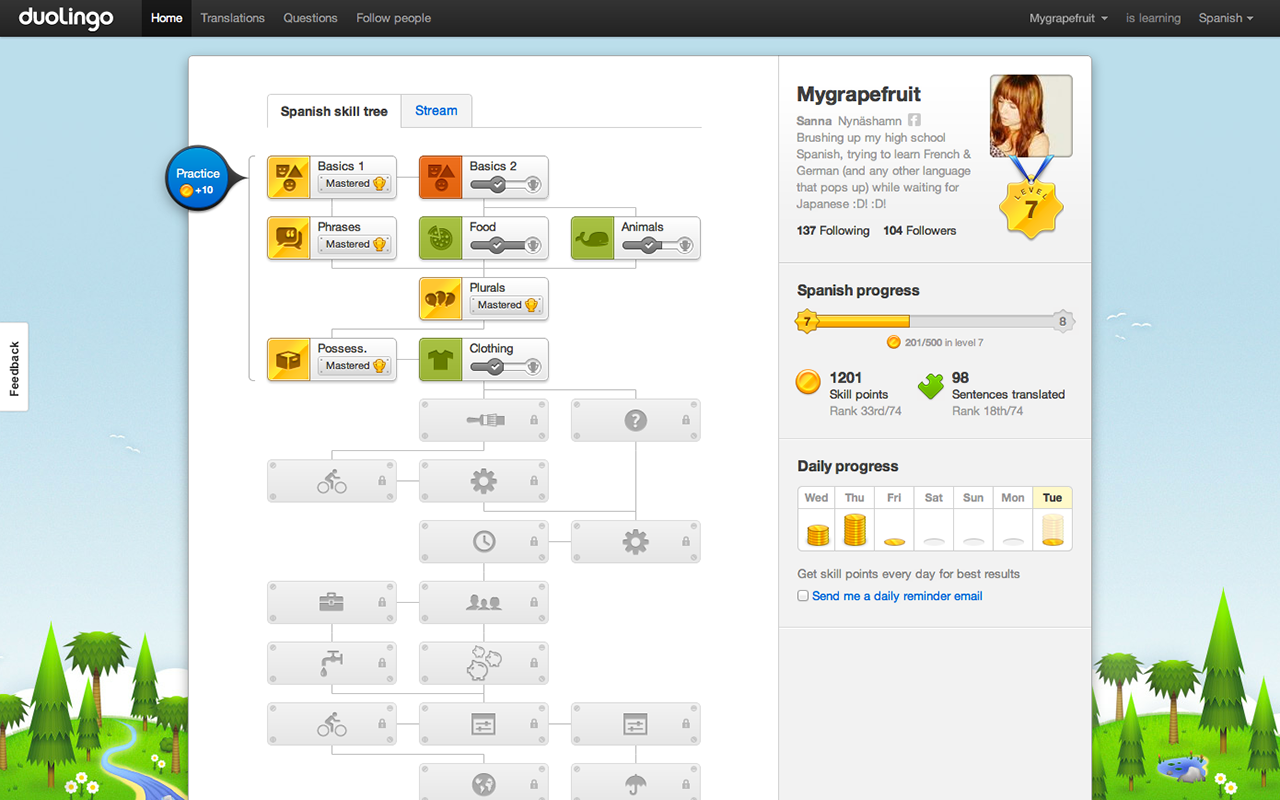 duolingo
Home
Translations
Questions
Follow people
Mygrapefruit
is learning
Spanish
Feedback
Spanish skill tree
Stream
Practice
+10
Basics 1
Mastered
Basics 2
Phrases
Mastered
Food
Animals
Plurals
Mastered
Possess.
Mastered
Clothing
?
Mygrapefruit
Sanna Nynäshamn
Brushing up my high school
Spanish, trying to learn French &
German (and any other language
that pops up) while waiting for
Japanese :D! :D!
137 Following 104 Followers
LEVEL
7
Spanish progress
7
8
201/500 in level 7
1201
Skill points
Rank 33rd/74
98
Sentences translated
Rank 18th/74
Daily progress
Wed Thu Fri Sat Sun Mon Tue
Get skill points every day for best results
Send me a daily reminder email